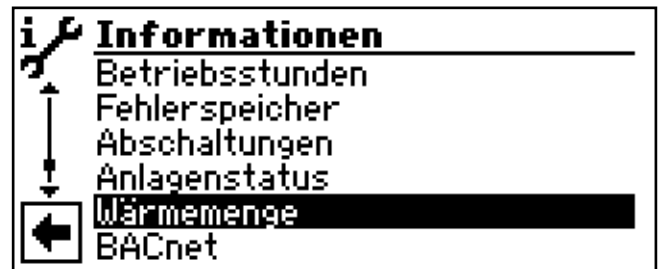 i
Informationen
Betriebsstunden
Fehlerspeicher
Abschaltungen
Anlagenstatus
Wärmemenge
BACnet